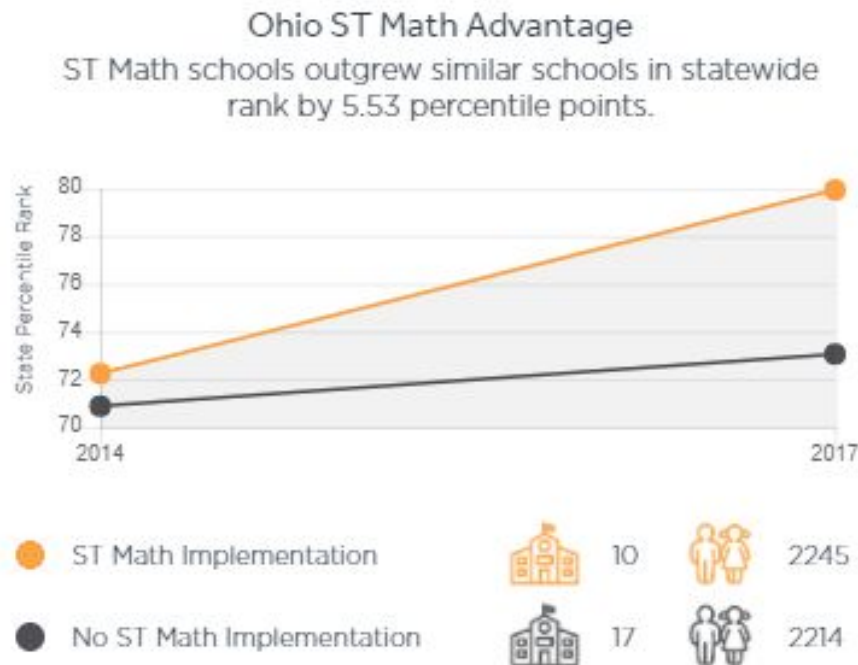 Ohio ST Math Advantage
ST Math schools outgrew similar schools in statewide
rank by 5.53 percentile points.
State Percentile Rank
80
78
76
74
72
70
2014 2017
ST Math Implementation 10 2245
No ST Math Implementation 17 2214